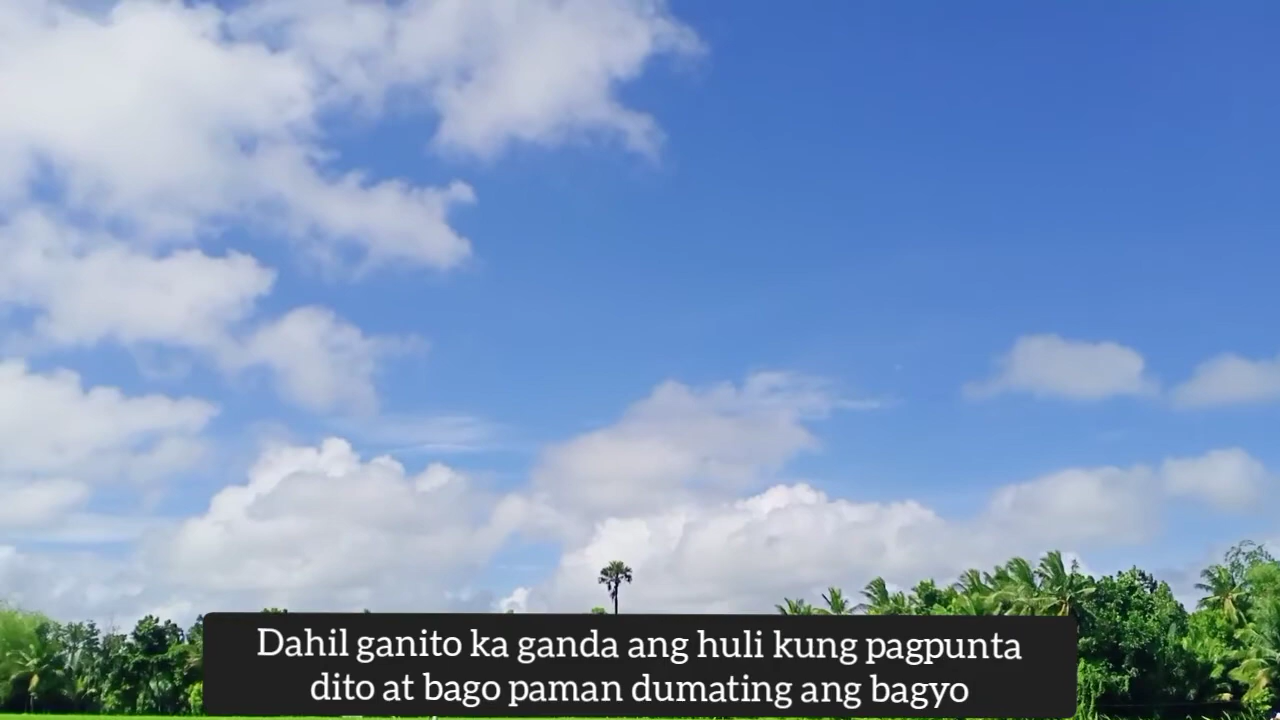 Dahil ganito ka ganda ang huli kung pagpunta
dito at bago paman dumating ang bagyo